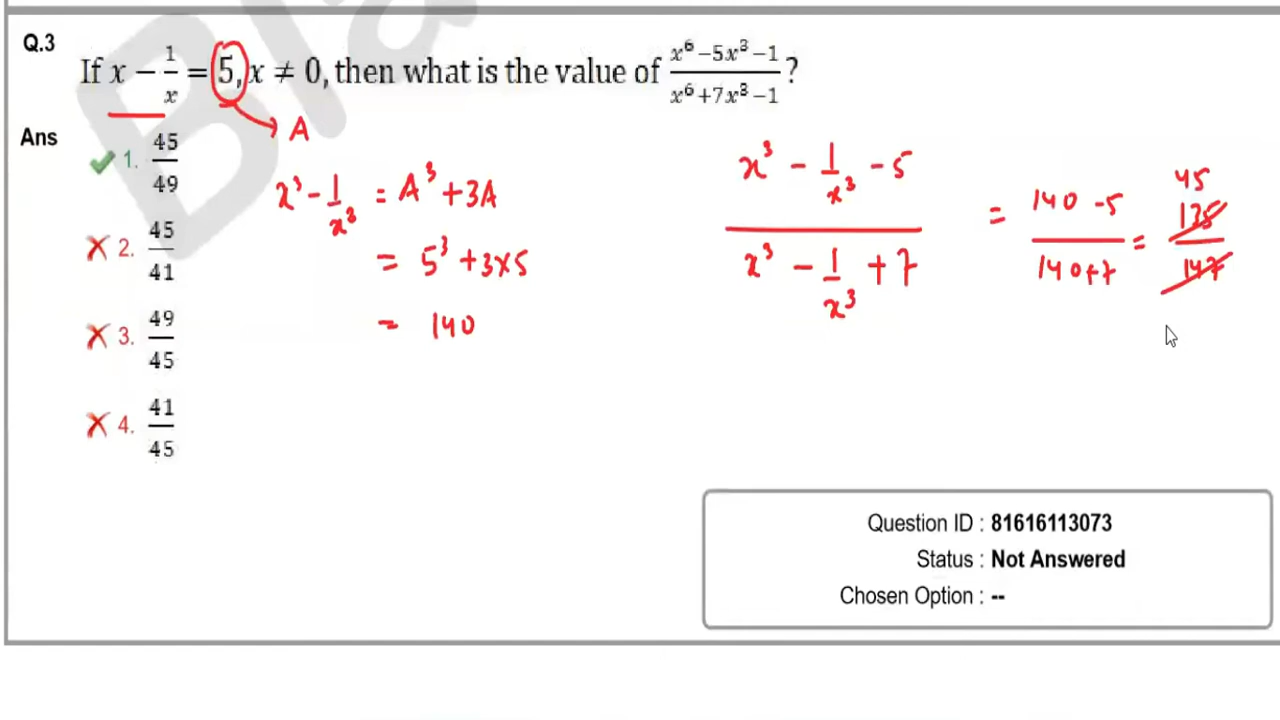 Q.3
If x − 1/x = 5, x ≠ 0, then what is the value of (x⁶−5x³−1)/(x⁶+7x³−1) ?
A
Ans
1. 45/49
2. 45/41
3. 49/45
4. 41/45
x³ − 1/x³ = A³ + 3A
= 5³ + 3×5
= 140
(x³ − 1/x³ − 5)/(x³ − 1/x³ + 7) = (140 − 5)/(140+7) = 135/147
45
Question ID : 81616113073
Status : Not Answered
Chosen Option : --